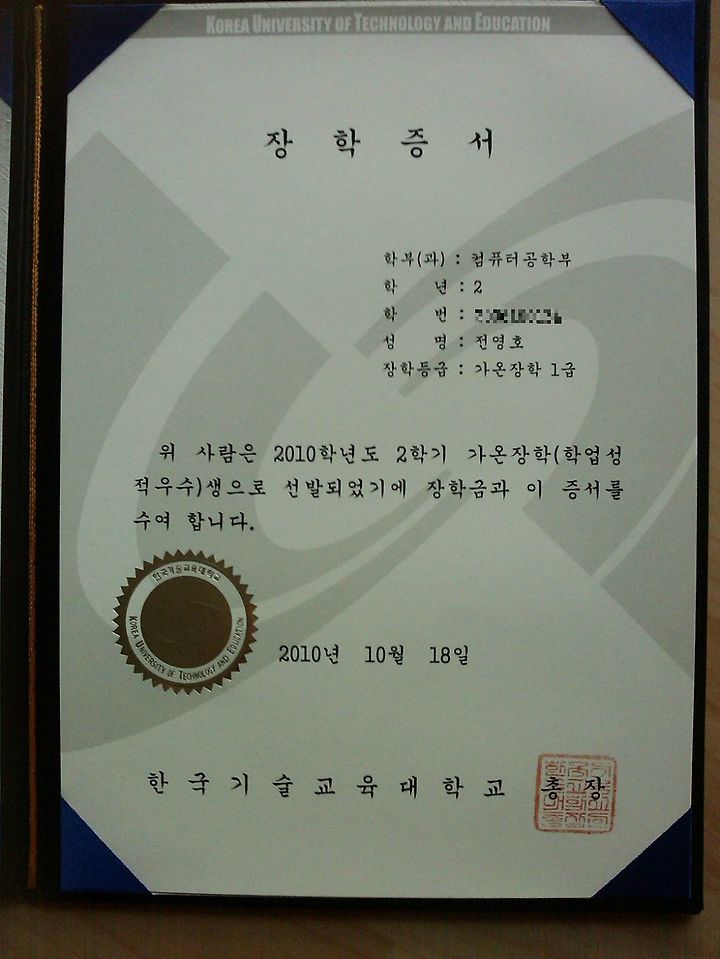 KOREA UNIVERSITY OF TECHNOLOGY AND EDUCATION
장 학 증 서
학부(과) : 컴퓨터공학부
학 년 : 2
학 번 :
성 명 : 전영호
장학등급 : 가온장학 1급
위 사람은 2010학년도 2학기 가온장학(학업성
적우수)생으로 선발되었기에 장학금과 이 증서를
수여 합니다.
한국기술교육대학교
KOREA UNIVERSITY OF TECHNOLOGY AND EDUCATION
2010년 10월 18일
한국기술교육대학교 총 장